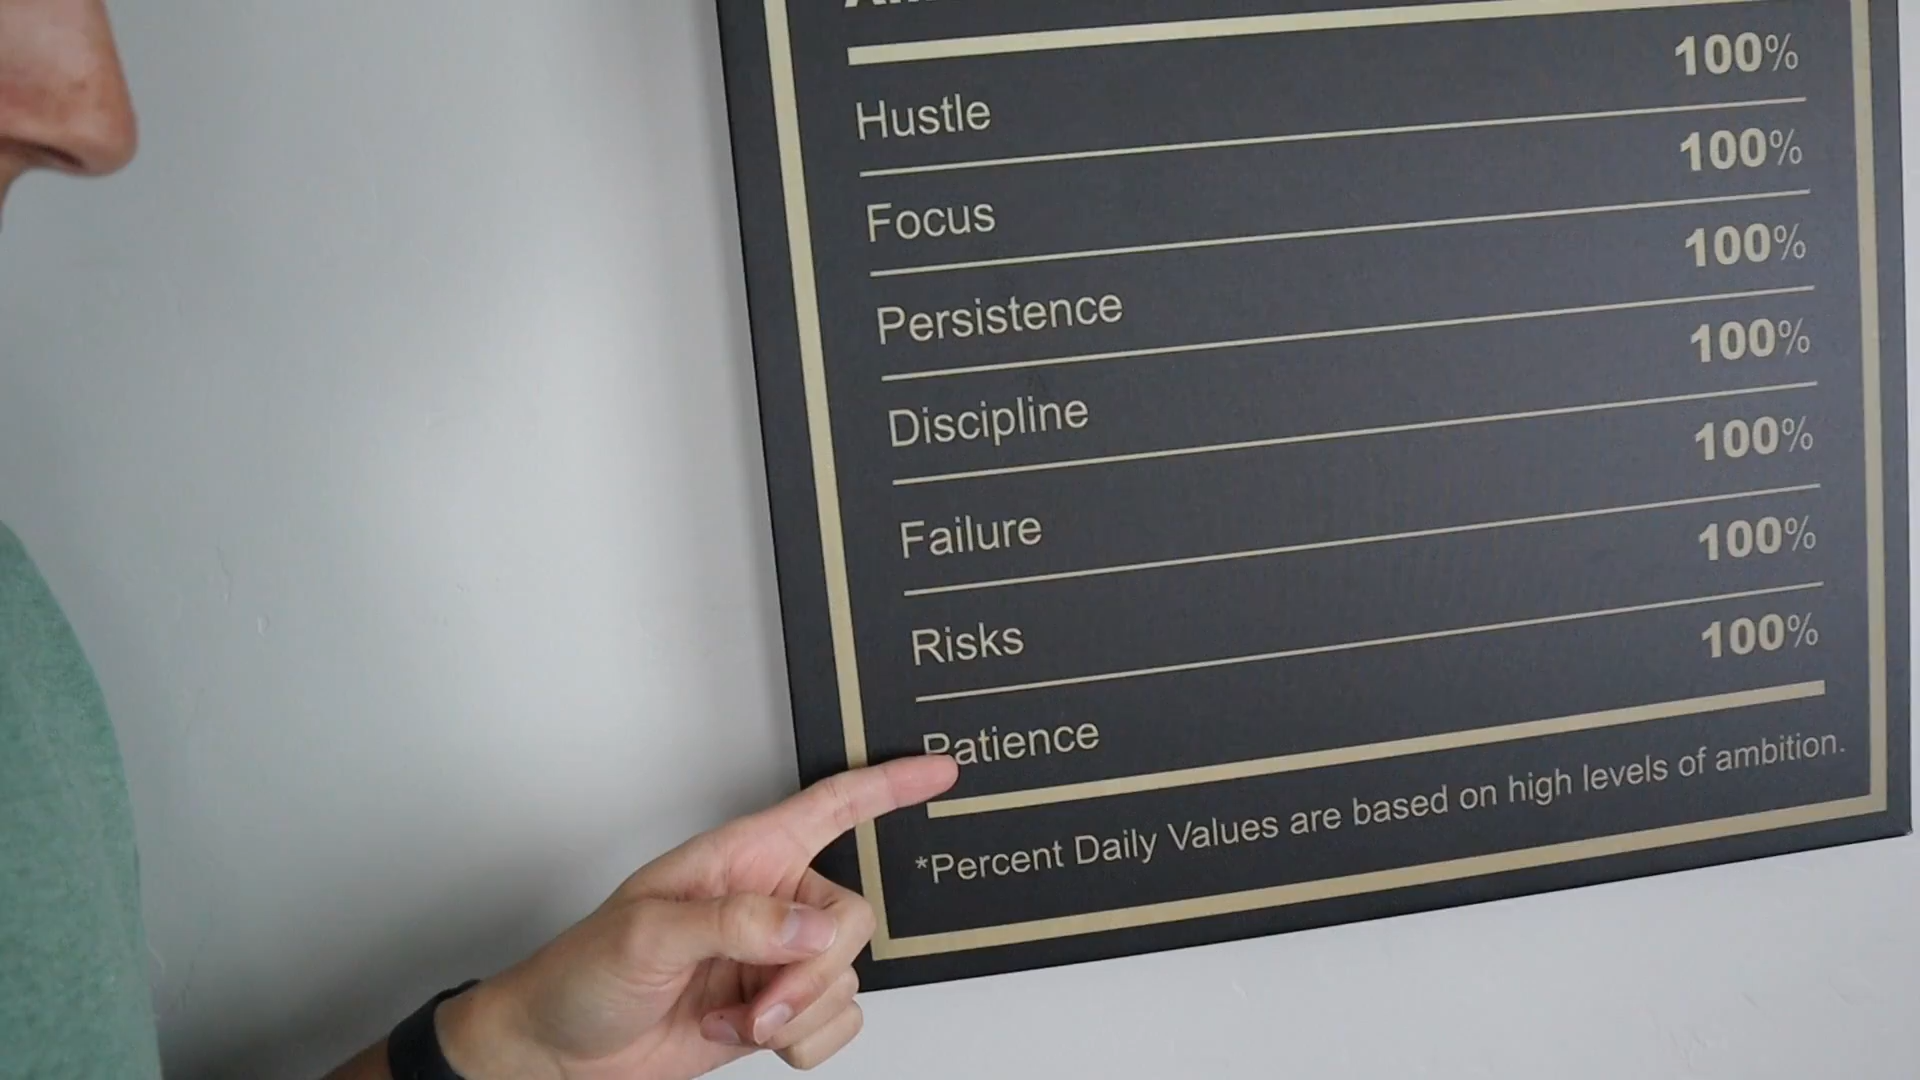 Hustle 100%
Focus 100%
Persistence 100%
Discipline 100%
Failure 100%
Risks 100%
Patience 100%
*Percent Daily Values are based on high levels of ambition.